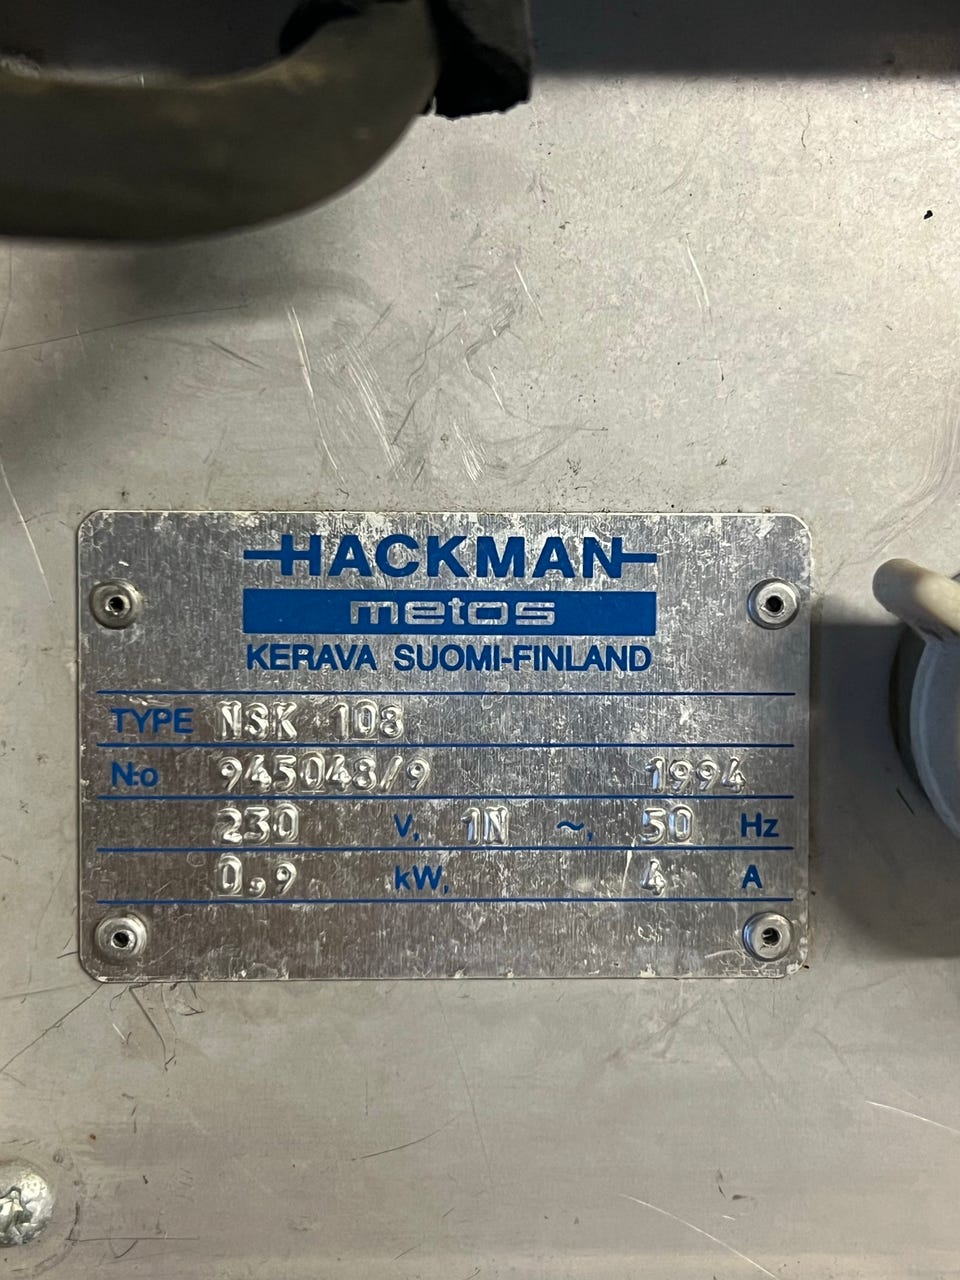 HACKMAN
metos
KERAVA SUOMI-FINLAND
TYPE NSK 108
N:o 945048/9 1994
230 V, 1N ~, 50 Hz
0,9 kW, 4 A